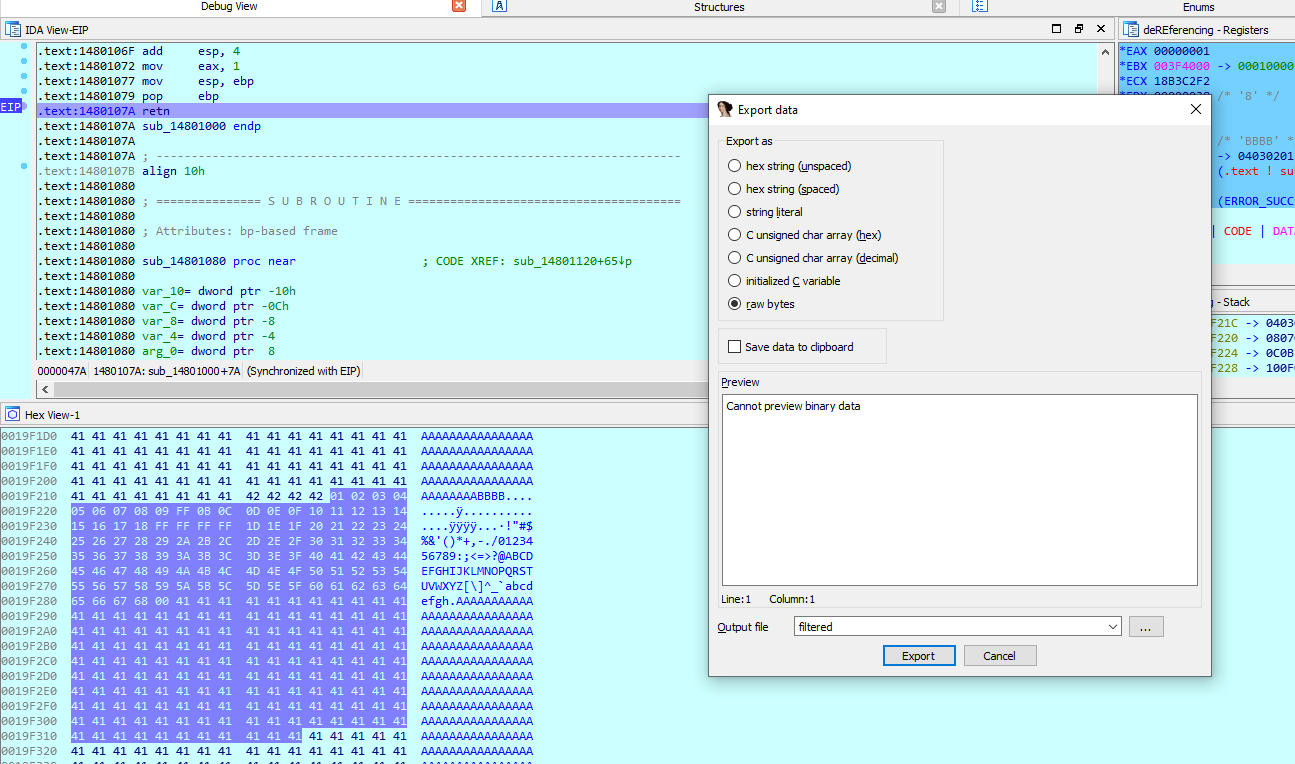 Debug View
Structures
Enums
IDA View-EIP
deREferencing - Registers
.text:1480106F add     esp, 4
.text:14801072 mov     eax, 1
.text:14801077 mov     esp, ebp
.text:14801079 pop     ebp
EIP
.text:1480107A retn
.text:1480107A sub_14801000 endp
.text:1480107A
.text:1480107A ; ---------------------------------------------------------------------------
.text:1480107B align 10h
.text:14801080
.text:14801080 ; =============== S U B R O U T I N E =======================================
.text:14801080
.text:14801080 ; Attributes: bp-based frame
.text:14801080
.text:14801080 sub_14801080 proc near                  ; CODE XREF: sub_14801120+65↓p
.text:14801080
.text:14801080 var_10= dword ptr -10h
.text:14801080 var_C= dword ptr -0Ch
.text:14801080 var_8= dword ptr -8
.text:14801080 var_4= dword ptr -4
.text:14801080 arg_0= dword ptr  8
0000047A 1480107A: sub_14801000+7A (Synchronized with EIP)
*EAX 00000001
*EBX 003F4000 -> 00010000
*ECX 18B3C2F2
/* '8' */
/* 'BBBB' *
-> 04030201
(.text ! su
(ERROR_SUCC
| CODE | DAT
- Stack
F21C -> 0403
F220 -> 0807
F224 -> 0C0B
F228 -> 100F
Export data
Export as
hex string (unspaced)
hex string (spaced)
string literal
C unsigned char array (hex)
C unsigned char array (decimal)
initialized C variable
raw bytes
Save data to clipboard
Preview
Cannot preview binary data
Line:1 Column:1
Output file filtered ...
Export Cancel
Hex View-1
0019F1D0  41 41 41 41 41 41 41 41  41 41 41 41 41 41 41 41  AAAAAAAAAAAAAAAA
0019F1E0  41 41 41 41 41 41 41 41  41 41 41 41 41 41 41 41  AAAAAAAAAAAAAAAA
0019F1F0  41 41 41 41 41 41 41 41  41 41 41 41 41 41 41 41  AAAAAAAAAAAAAAAA
0019F200  41 41 41 41 41 41 41 41  41 41 41 41 41 41 41 41  AAAAAAAAAAAAAAAA
0019F210  41 41 41 41 41 41 41 41  42 42 42 42 01 02 03 04  AAAAAAAABBBB....
0019F220  05 06 07 08 09 FF 0B 0C  0D 0E 0F 10 11 12 13 14  .....ÿ..........
0019F230  15 16 17 18 FF FF FF FF  1D 1E 1F 20 21 22 23 24  ....ÿÿÿÿ...·!"#$
0019F240  25 26 27 28 29 2A 2B 2C  2D 2E 2F 30 31 32 33 34  %&'()*+,-./01234
0019F250  35 36 37 38 39 3A 3B 3C  3D 3E 3F 40 41 42 43 44  56789:;<=>?@ABCD
0019F260  45 46 47 48 49 4A 4B 4C  4D 4E 4F 50 51 52 53 54  EFGHIJKLMNOPQRST
0019F270  55 56 57 58 59 5A 5B 5C  5D 5E 5F 60 61 62 63 64  UVWXYZ[\]^_`abcd
0019F280  65 66 67 68 00 41 41 41  41 41 41 41 41 41 41 41  efgh.AAAAAAAAAAA
0019F290  41 41 41 41 41 41 41 41  41 41 41 41 41 41 41 41  AAAAAAAAAAAAAAAA
0019F2A0  41 41 41 41 41 41 41 41  41 41 41 41 41 41 41 41  AAAAAAAAAAAAAAAA
0019F2B0  41 41 41 41 41 41 41 41  41 41 41 41 41 41 41 41  AAAAAAAAAAAAAAAA
0019F2C0  41 41 41 41 41 41 41 41  41 41 41 41 41 41 41 41  AAAAAAAAAAAAAAAA
0019F2D0  41 41 41 41 41 41 41 41  41 41 41 41 41 41 41 41  AAAAAAAAAAAAAAAA
0019F2E0  41 41 41 41 41 41 41 41  41 41 41 41 41 41 41 41  AAAAAAAAAAAAAAAA
0019F2F0  41 41 41 41 41 41 41 41  41 41 41 41 41 41 41 41  AAAAAAAAAAAAAAAA
0019F300  41 41 41 41 41 41 41 41  41 41 41 41 41 41 41 41  AAAAAAAAAAAAAAAA
0019F310  41 41 41 41 41 41 41 41  41 41 41 41 41 41 41 41  AAAAAAAAAAAAAAAA
0019F320  41 41 41 41 41 41 41 41  41 41 41 41 41 41 41 41  AAAAAAAAAAAAAAAA